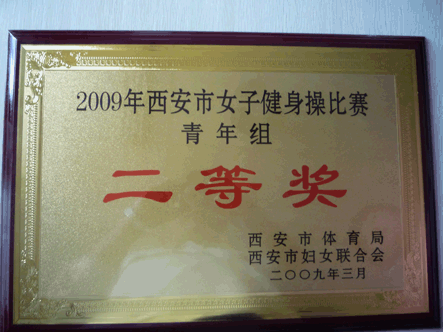 2009年西安市女子健身操比赛
青年组
二等奖
西安市体育局
西安市妇女联合会
二〇〇九年三月